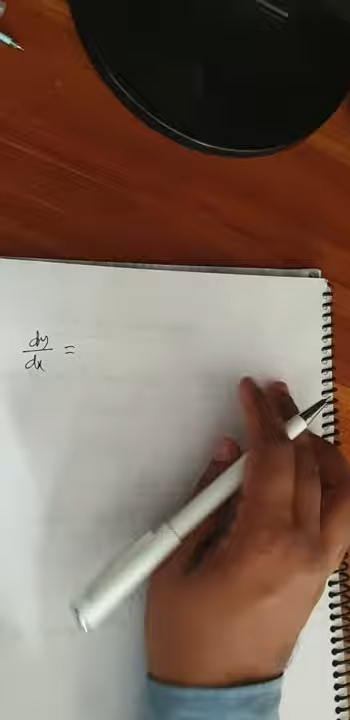 dy/dx =